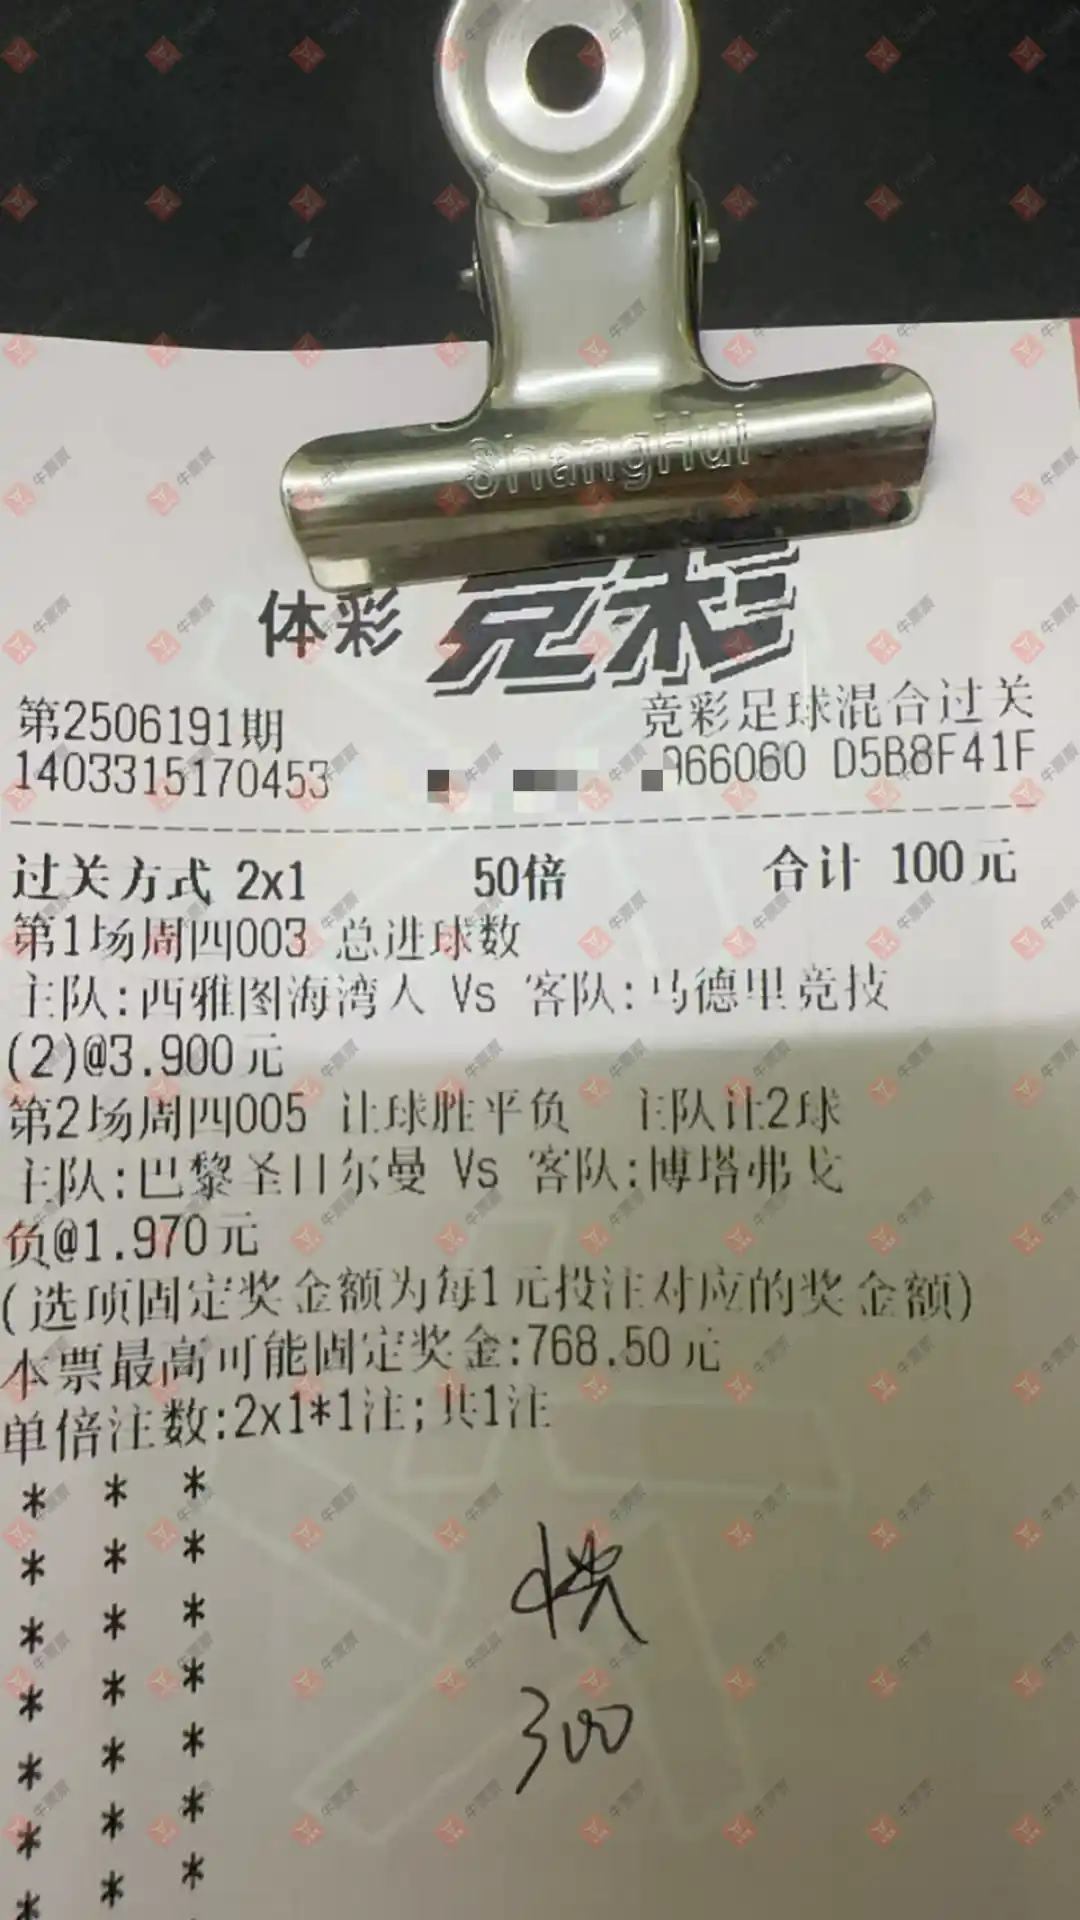 ShangHui
体彩 竞彩
第2506191期 竞彩足球混合过关
1403315170453 966060 D5B8F41F
过关方式 2x1 50倍 合计 100元
第1场周四003 总进球数
主队:西雅图海湾人 Vs 客队:马德里竞技
(2)@3.900元
第2场周四005 让球胜平负 主队让2球
主队:巴黎圣日尔曼 Vs 客队:博塔弗戈
负@1.970元
(选项固定奖金额为每1元投注对应的奖金额)
本票最高可能固定奖金:768.50元
单倍注数:2x1*1注;共1注
* * *
* * *
* * *
* * *
* * *
* * *
* * *
300
牛票票